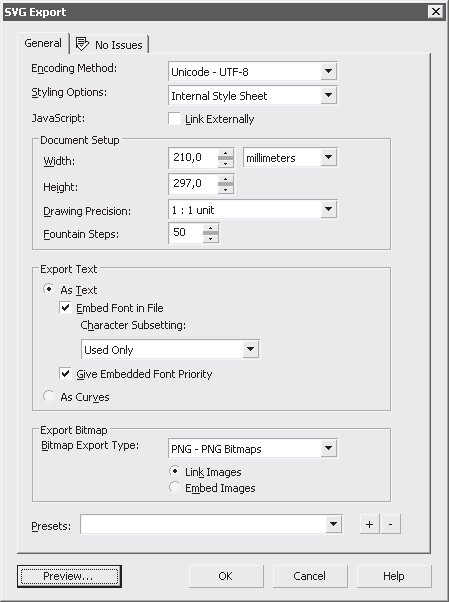 SVG Export
General
No Issues
Encoding Method:
Unicode - UTF-8
Styling Options:
Internal Style Sheet
JavaScript:
Link Externally
Document Setup
Width:
210,0
millimeters
Height:
297,0
Drawing Precision:
1 : 1 unit
Fountain Steps:
50
Export Text
As Text
Embed Font in File
Character Subsetting:
Used Only
Give Embedded Font Priority
As Curves
Export Bitmap
Bitmap Export Type:
PNG - PNG Bitmaps
Link Images
Embed Images
Presets:
+
-
Preview...
OK
Cancel
Help